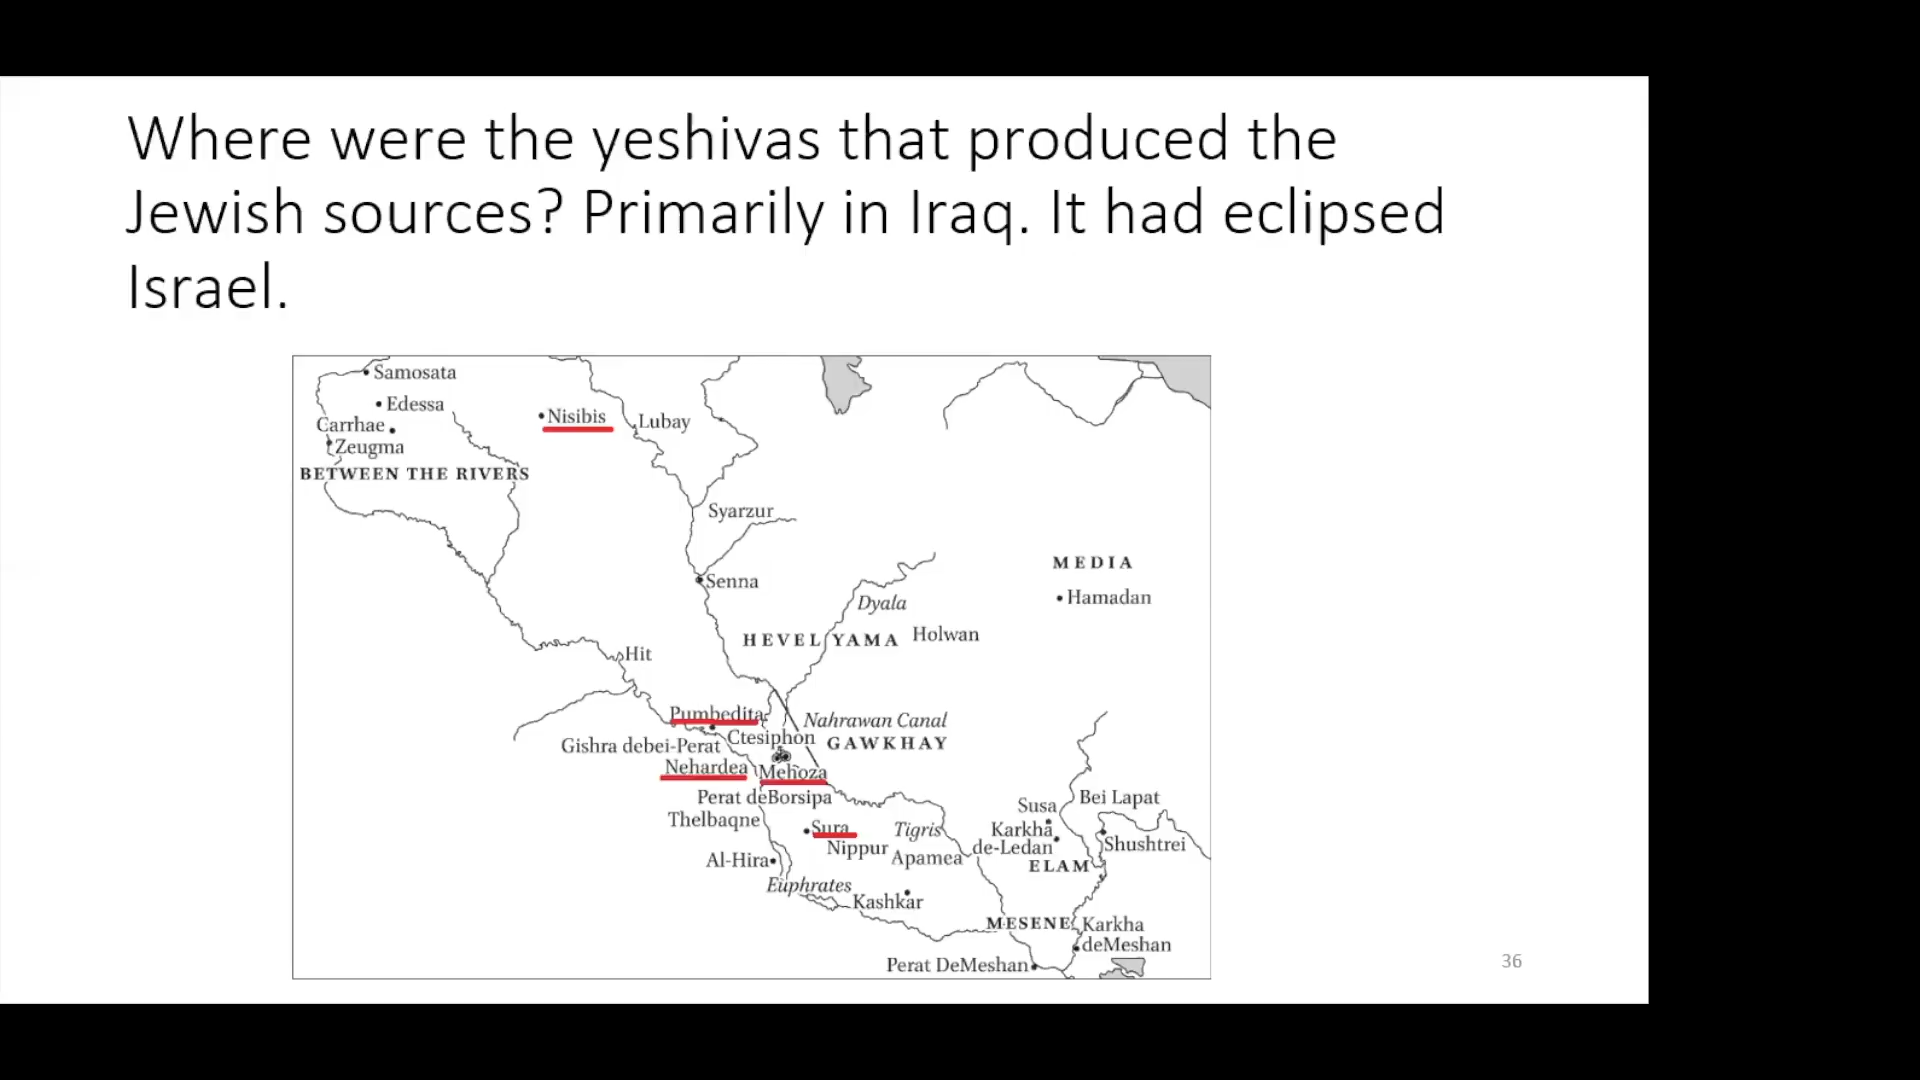 Where were the yeshivas that produced the
Jewish sources? Primarily in Iraq. It had eclipsed
Israel.
Samosata
Edessa
Carrhae
Nisibis
Lubay
Zeugma
BETWEEN THE RIVERS
Syarzur
MEDIA
Senna
Hamadan
Dyala
HEVEL YAMA
Holwan
Hit
Pumbedita
Nahrawan Canal
Ctesiphon
GAWKHAY
Gishra debei-Perat
Nehardea
Mehoza
Perat deBorsipa
Susa
Bei Lapat
Thelbaqne
Sura
Tigris
Karkha
de-Ledan
Shushtrei
Nippur
Apamea
Al-Hira
ELAM
Euphrates
Kashkar
MESENE
Karkha
deMeshan
Perat DeMeshan
36